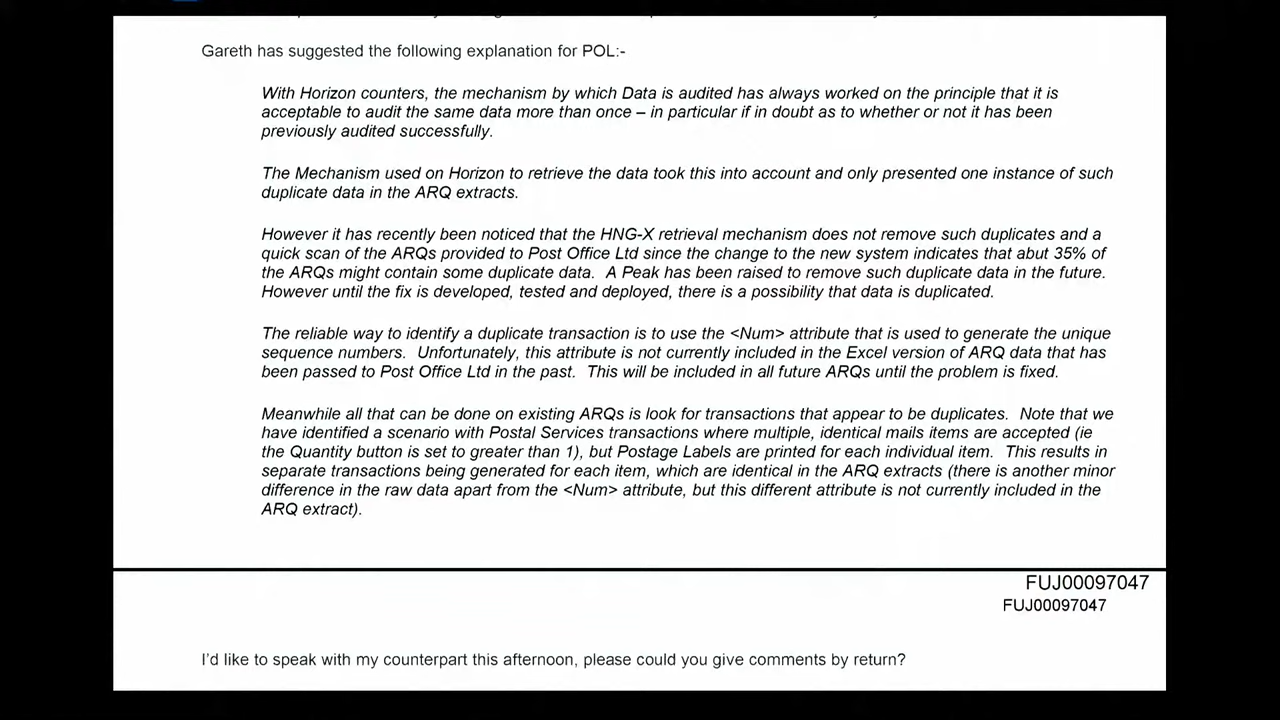 Gareth has suggested the following explanation for POL:-
With Horizon counters, the mechanism by which Data is audited has always worked on the principle that it is
acceptable to audit the same data more than once – in particular if in doubt as to whether or not it has been
previously audited successfully.
The Mechanism used on Horizon to retrieve the data took this into account and only presented one instance of such
duplicate data in the ARQ extracts.
However it has recently been noticed that the HNG-X retrieval mechanism does not remove such duplicates and a
quick scan of the ARQs provided to Post Office Ltd since the change to the new system indicates that abut 35% of
the ARQs might contain some duplicate data.  A Peak has been raised to remove such duplicate data in the future.
However until the fix is developed, tested and deployed, there is a possibility that data is duplicated.
The reliable way to identify a duplicate transaction is to use the <Num> attribute that is used to generate the unique
sequence numbers.  Unfortunately, this attribute is not currently included in the Excel version of ARQ data that has
been passed to Post Office Ltd in the past.  This will be included in all future ARQs until the problem is fixed.
Meanwhile all that can be done on existing ARQs is look for transactions that appear to be duplicates.  Note that we
have identified a scenario with Postal Services transactions where multiple, identical mails items are accepted (ie
the Quantity button is set to greater than 1), but Postage Labels are printed for each individual item.  This results in
separate transactions being generated for each item, which are identical in the ARQ extracts (there is another minor
difference in the raw data apart from the <Num> attribute, but this different attribute is not currently included in the
ARQ extract).
FUJ00097047
FUJ00097047
I'd like to speak with my counterpart this afternoon, please could you give comments by return?